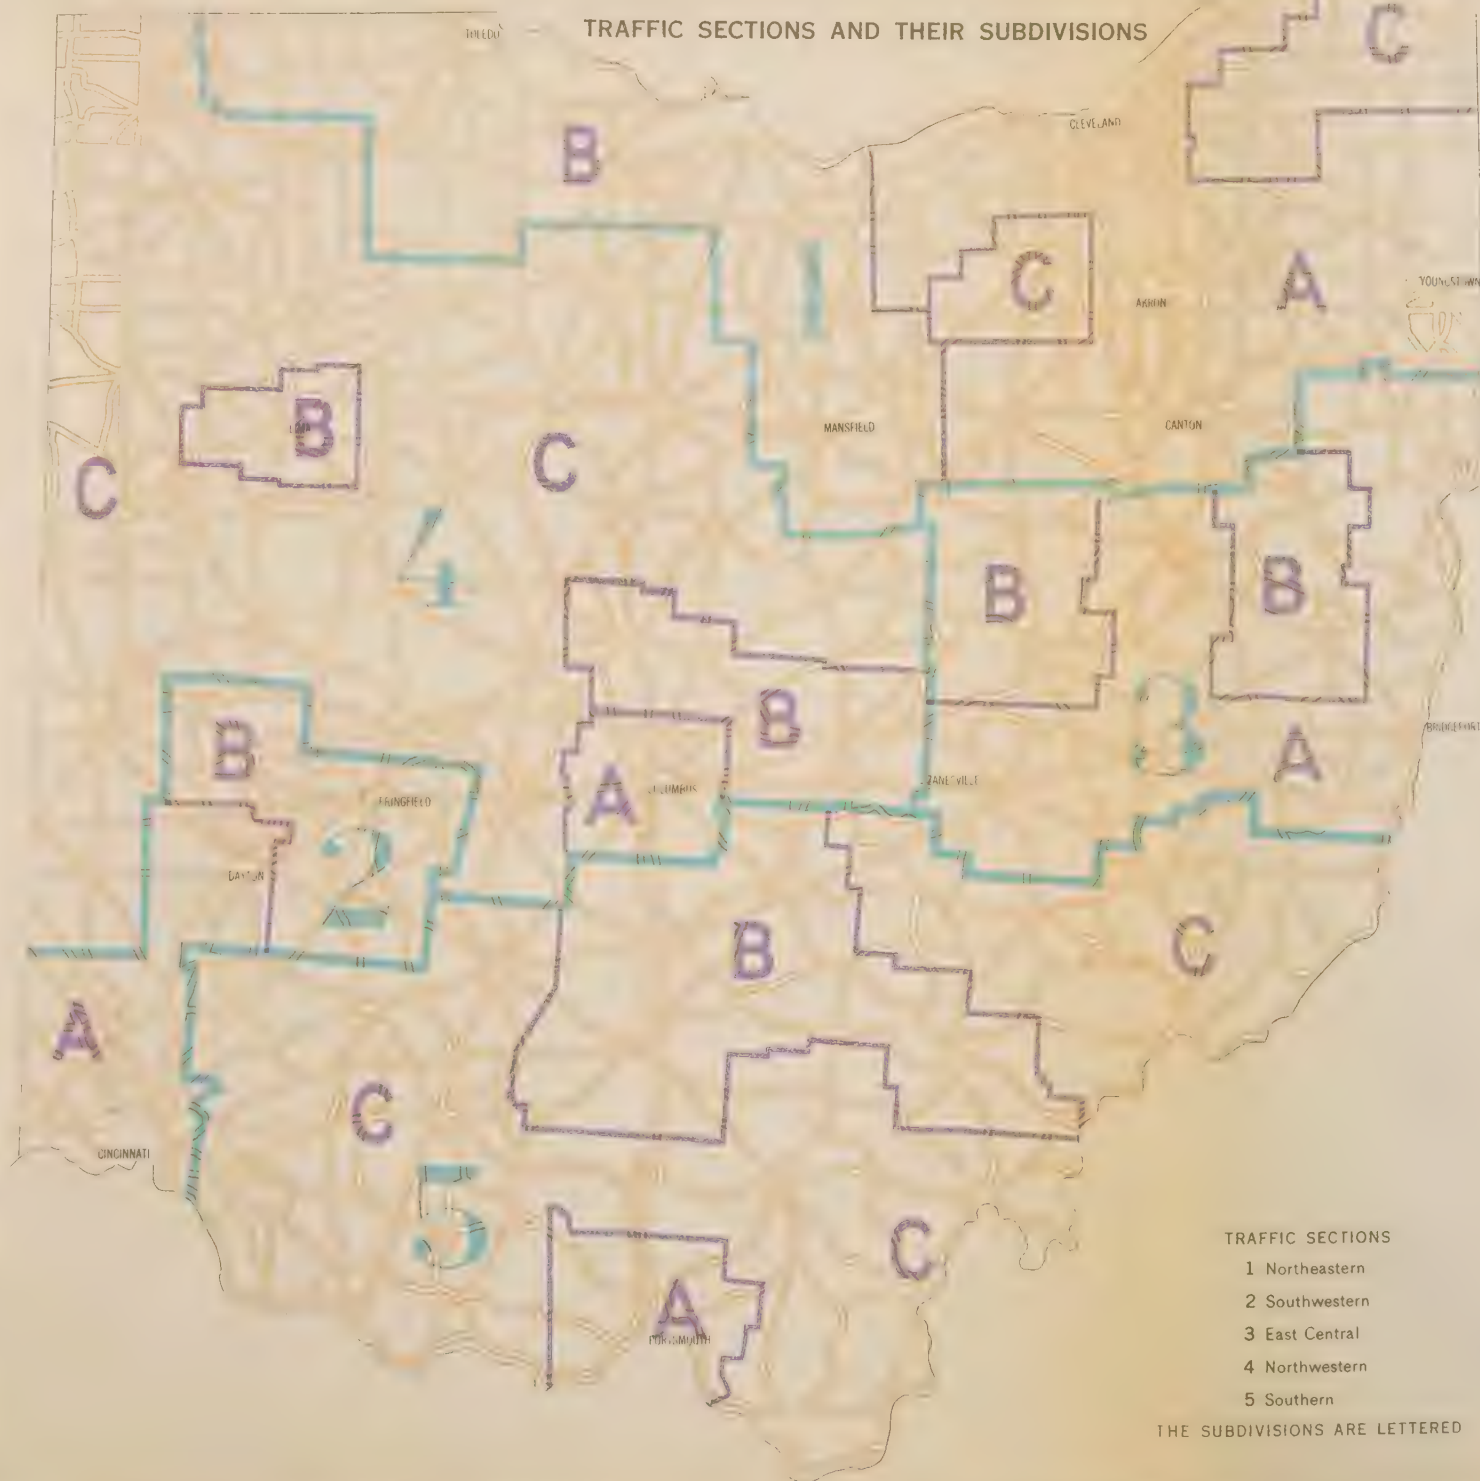 TOLEDO
TRAFFIC SECTIONS AND THEIR SUBDIVISIONS
C
CLEVELAND
B
1
C
AKRON
A
YOUNGSTOWN
B
LIMA
C
MANSFIELD
CANTON
C
4
B
B
B
B
3
A
BRIDGEPORT
A
COLUMBUS
ZANESVILLE
SPRINGFIELD
2
DAYTON
B
C
A
C
CINCINNATI
5
C
A
PORTSMOUTH
TRAFFIC SECTIONS
1 Northeastern
2 Southwestern
3 East Central
4 Northwestern
5 Southern
THE SUBDIVISIONS ARE LETTERED